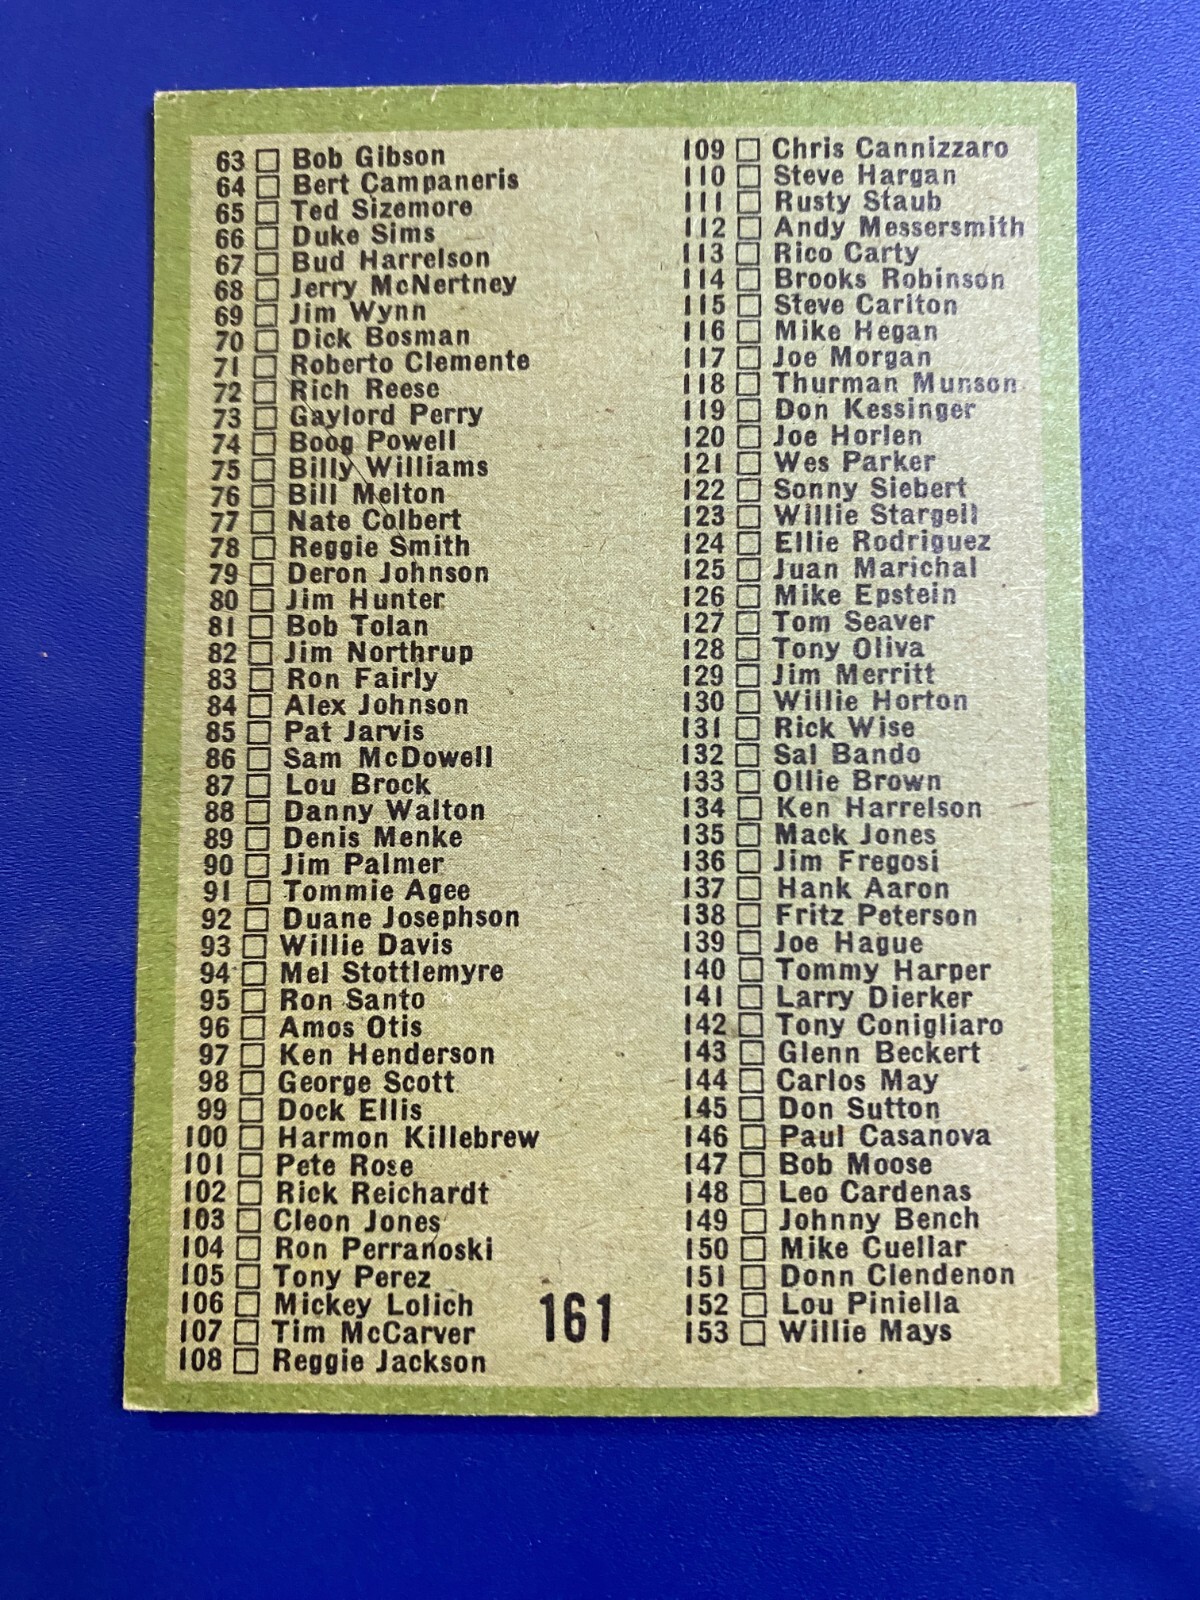 63 Bob Gibson
64 Bert Campaneris
65 Ted Sizemore
66 Duke Sims
67 Bud Harrelson
68 Jerry McNertney
69 Jim Wynn
70 Dick Bosman
71 Roberto Clemente
72 Rich Reese
73 Gaylord Perry
74 Boog Powell
75 Billy Williams
76 Bill Melton
77 Nate Colbert
78 Reggie Smith
79 Deron Johnson
80 Jim Hunter
81 Bob Tolan
82 Jim Northrup
83 Ron Fairly
84 Alex Johnson
85 Pat Jarvis
86 Sam McDowell
87 Lou Brock
88 Danny Walton
89 Denis Menke
90 Jim Palmer
91 Tommie Agee
92 Duane Josephson
93 Willie Davis
94 Mel Stottlemyre
95 Ron Santo
96 Amos Otis
97 Ken Henderson
98 George Scott
99 Dock Ellis
100 Harmon Killebrew
101 Pete Rose
102 Rick Reichardt
103 Cleon Jones
104 Ron Perranoski
105 Tony Perez
106 Mickey Lolich
107 Tim McCarver
108 Reggie Jackson
161
109 Chris Cannizzaro
110 Steve Hargan
111 Rusty Staub
112 Andy Messersmith
113 Rico Carty
114 Brooks Robinson
115 Steve Carlton
116 Mike Hegan
117 Joe Morgan
118 Thurman Munson
119 Don Kessinger
120 Joe Horlen
121 Wes Parker
122 Sonny Siebert
123 Willie Stargell
124 Ellie Rodriguez
125 Juan Marichal
126 Mike Epstein
127 Tom Seaver
128 Tony Oliva
129 Jim Merritt
130 Willie Horton
131 Rick Wise
132 Sal Bando
133 Ollie Brown
134 Ken Harrelson
135 Mack Jones
136 Jim Fregosi
137 Hank Aaron
138 Fritz Peterson
139 Joe Hague
140 Tommy Harper
141 Larry Dierker
142 Tony Conigliaro
143 Glenn Beckert
144 Carlos May
145 Don Sutton
146 Paul Casanova
147 Bob Moose
148 Leo Cardenas
149 Johnny Bench
150 Mike Cuellar
151 Donn Clendenon
152 Lou Piniella
153 Willie Mays